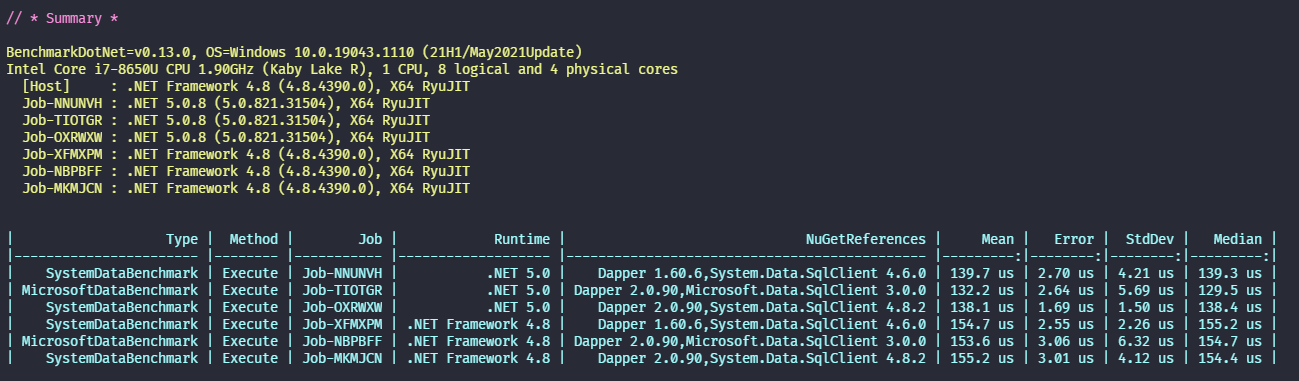 // * Summary *
BenchmarkDotNet=v0.13.0, OS=Windows 10.0.19043.1110 (21H1/May2021Update)
Intel Core i7-8650U CPU 1.90GHz (Kaby Lake R), 1 CPU, 8 logical and 4 physical cores
  [Host]     : .NET Framework 4.8 (4.8.4390.0), X64 RyuJIT
  Job-NNUNVH : .NET 5.0.8 (5.0.821.31504), X64 RyuJIT
  Job-TIOTGR : .NET 5.0.8 (5.0.821.31504), X64 RyuJIT
  Job-OXRWXW : .NET 5.0.8 (5.0.821.31504), X64 RyuJIT
  Job-XFMXPM : .NET Framework 4.8 (4.8.4390.0), X64 RyuJIT
  Job-NBPBFF : .NET Framework 4.8 (4.8.4390.0), X64 RyuJIT
  Job-MKMJCN : .NET Framework 4.8 (4.8.4390.0), X64 RyuJIT
|                   Type |  Method |        Job |            Runtime |                              NuGetReferences |     Mean |   Error |  StdDev |   Median |
|----------------------- |-------- |----------- |------------------- |--------------------------------------------- |---------:|--------:|--------:|---------:|
|    SystemDataBenchmark | Execute | Job-NNUNVH |           .NET 5.0 |    Dapper 1.60.6,System.Data.SqlClient 4.6.0 | 139.7 us | 2.70 us | 4.21 us | 139.3 us |
| MicrosoftDataBenchmark | Execute | Job-TIOTGR |           .NET 5.0 | Dapper 2.0.90,Microsoft.Data.SqlClient 3.0.0 | 132.2 us | 2.64 us | 5.69 us | 129.5 us |
|    SystemDataBenchmark | Execute | Job-OXRWXW |           .NET 5.0 |    Dapper 2.0.90,System.Data.SqlClient 4.8.2 | 138.1 us | 1.69 us | 1.50 us | 138.4 us |
|    SystemDataBenchmark | Execute | Job-XFMXPM | .NET Framework 4.8 |    Dapper 1.60.6,System.Data.SqlClient 4.6.0 | 154.7 us | 2.55 us | 2.26 us | 155.2 us |
| MicrosoftDataBenchmark | Execute | Job-NBPBFF | .NET Framework 4.8 | Dapper 2.0.90,Microsoft.Data.SqlClient 3.0.0 | 153.6 us | 3.06 us | 6.32 us | 154.7 us |
|    SystemDataBenchmark | Execute | Job-MKMJCN | .NET Framework 4.8 |    Dapper 2.0.90,System.Data.SqlClient 4.8.2 | 155.2 us | 3.01 us | 4.12 us | 154.4 us |